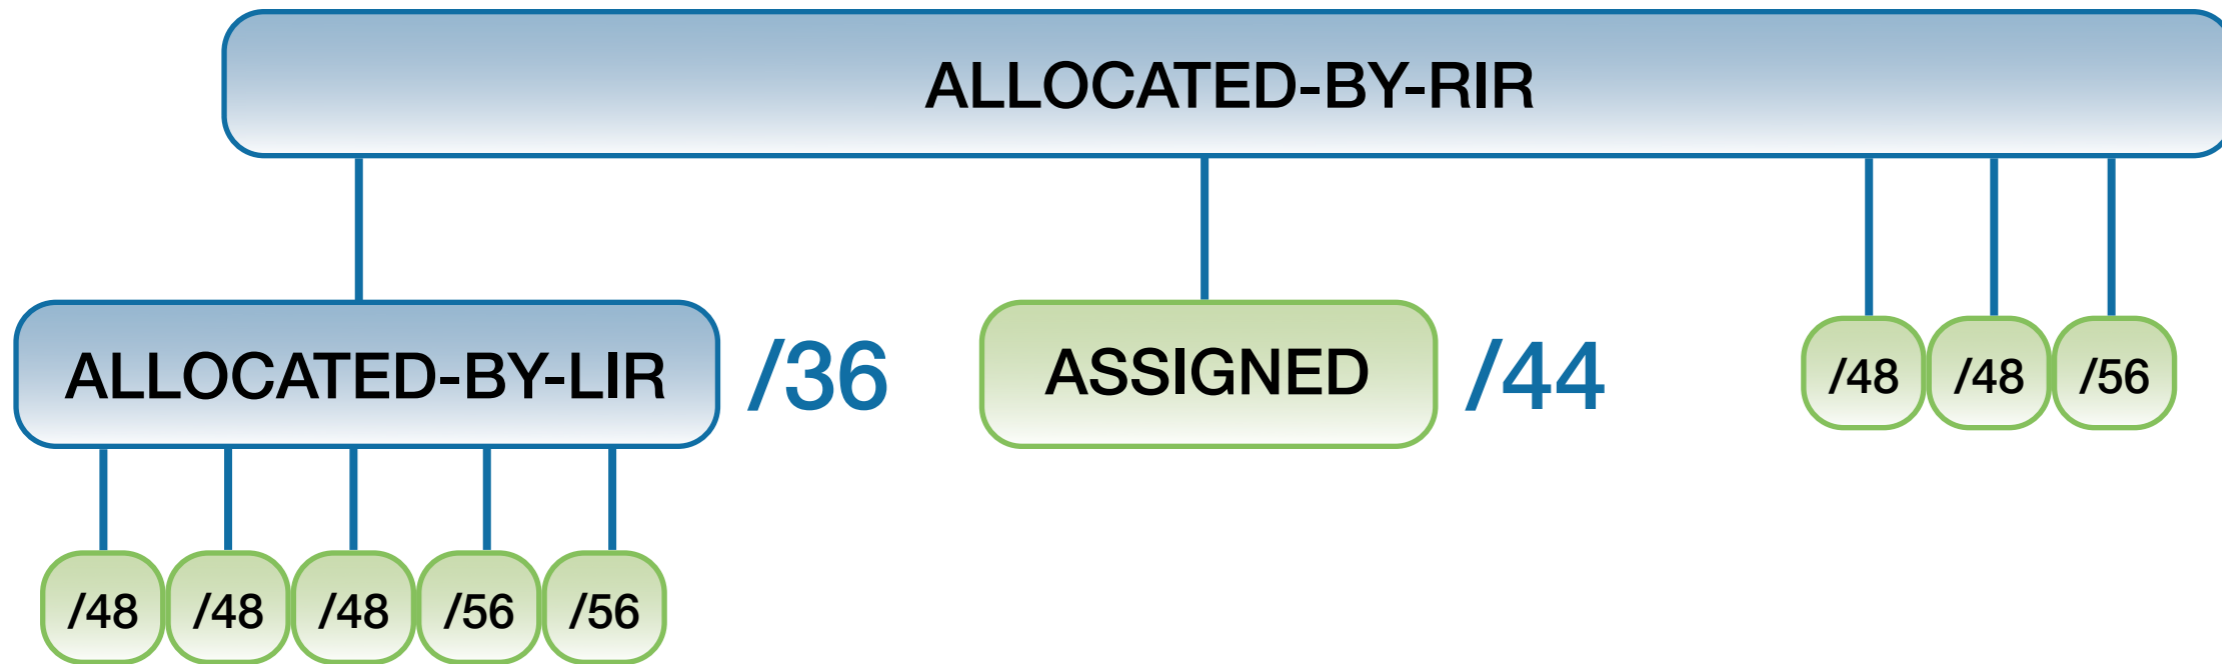 ALLOCATED-BY-RIR
ALLOCATED-BY-LIR /36 ASSIGNED /44 /48 /48 /56
/48 /48 /48 /56 /56